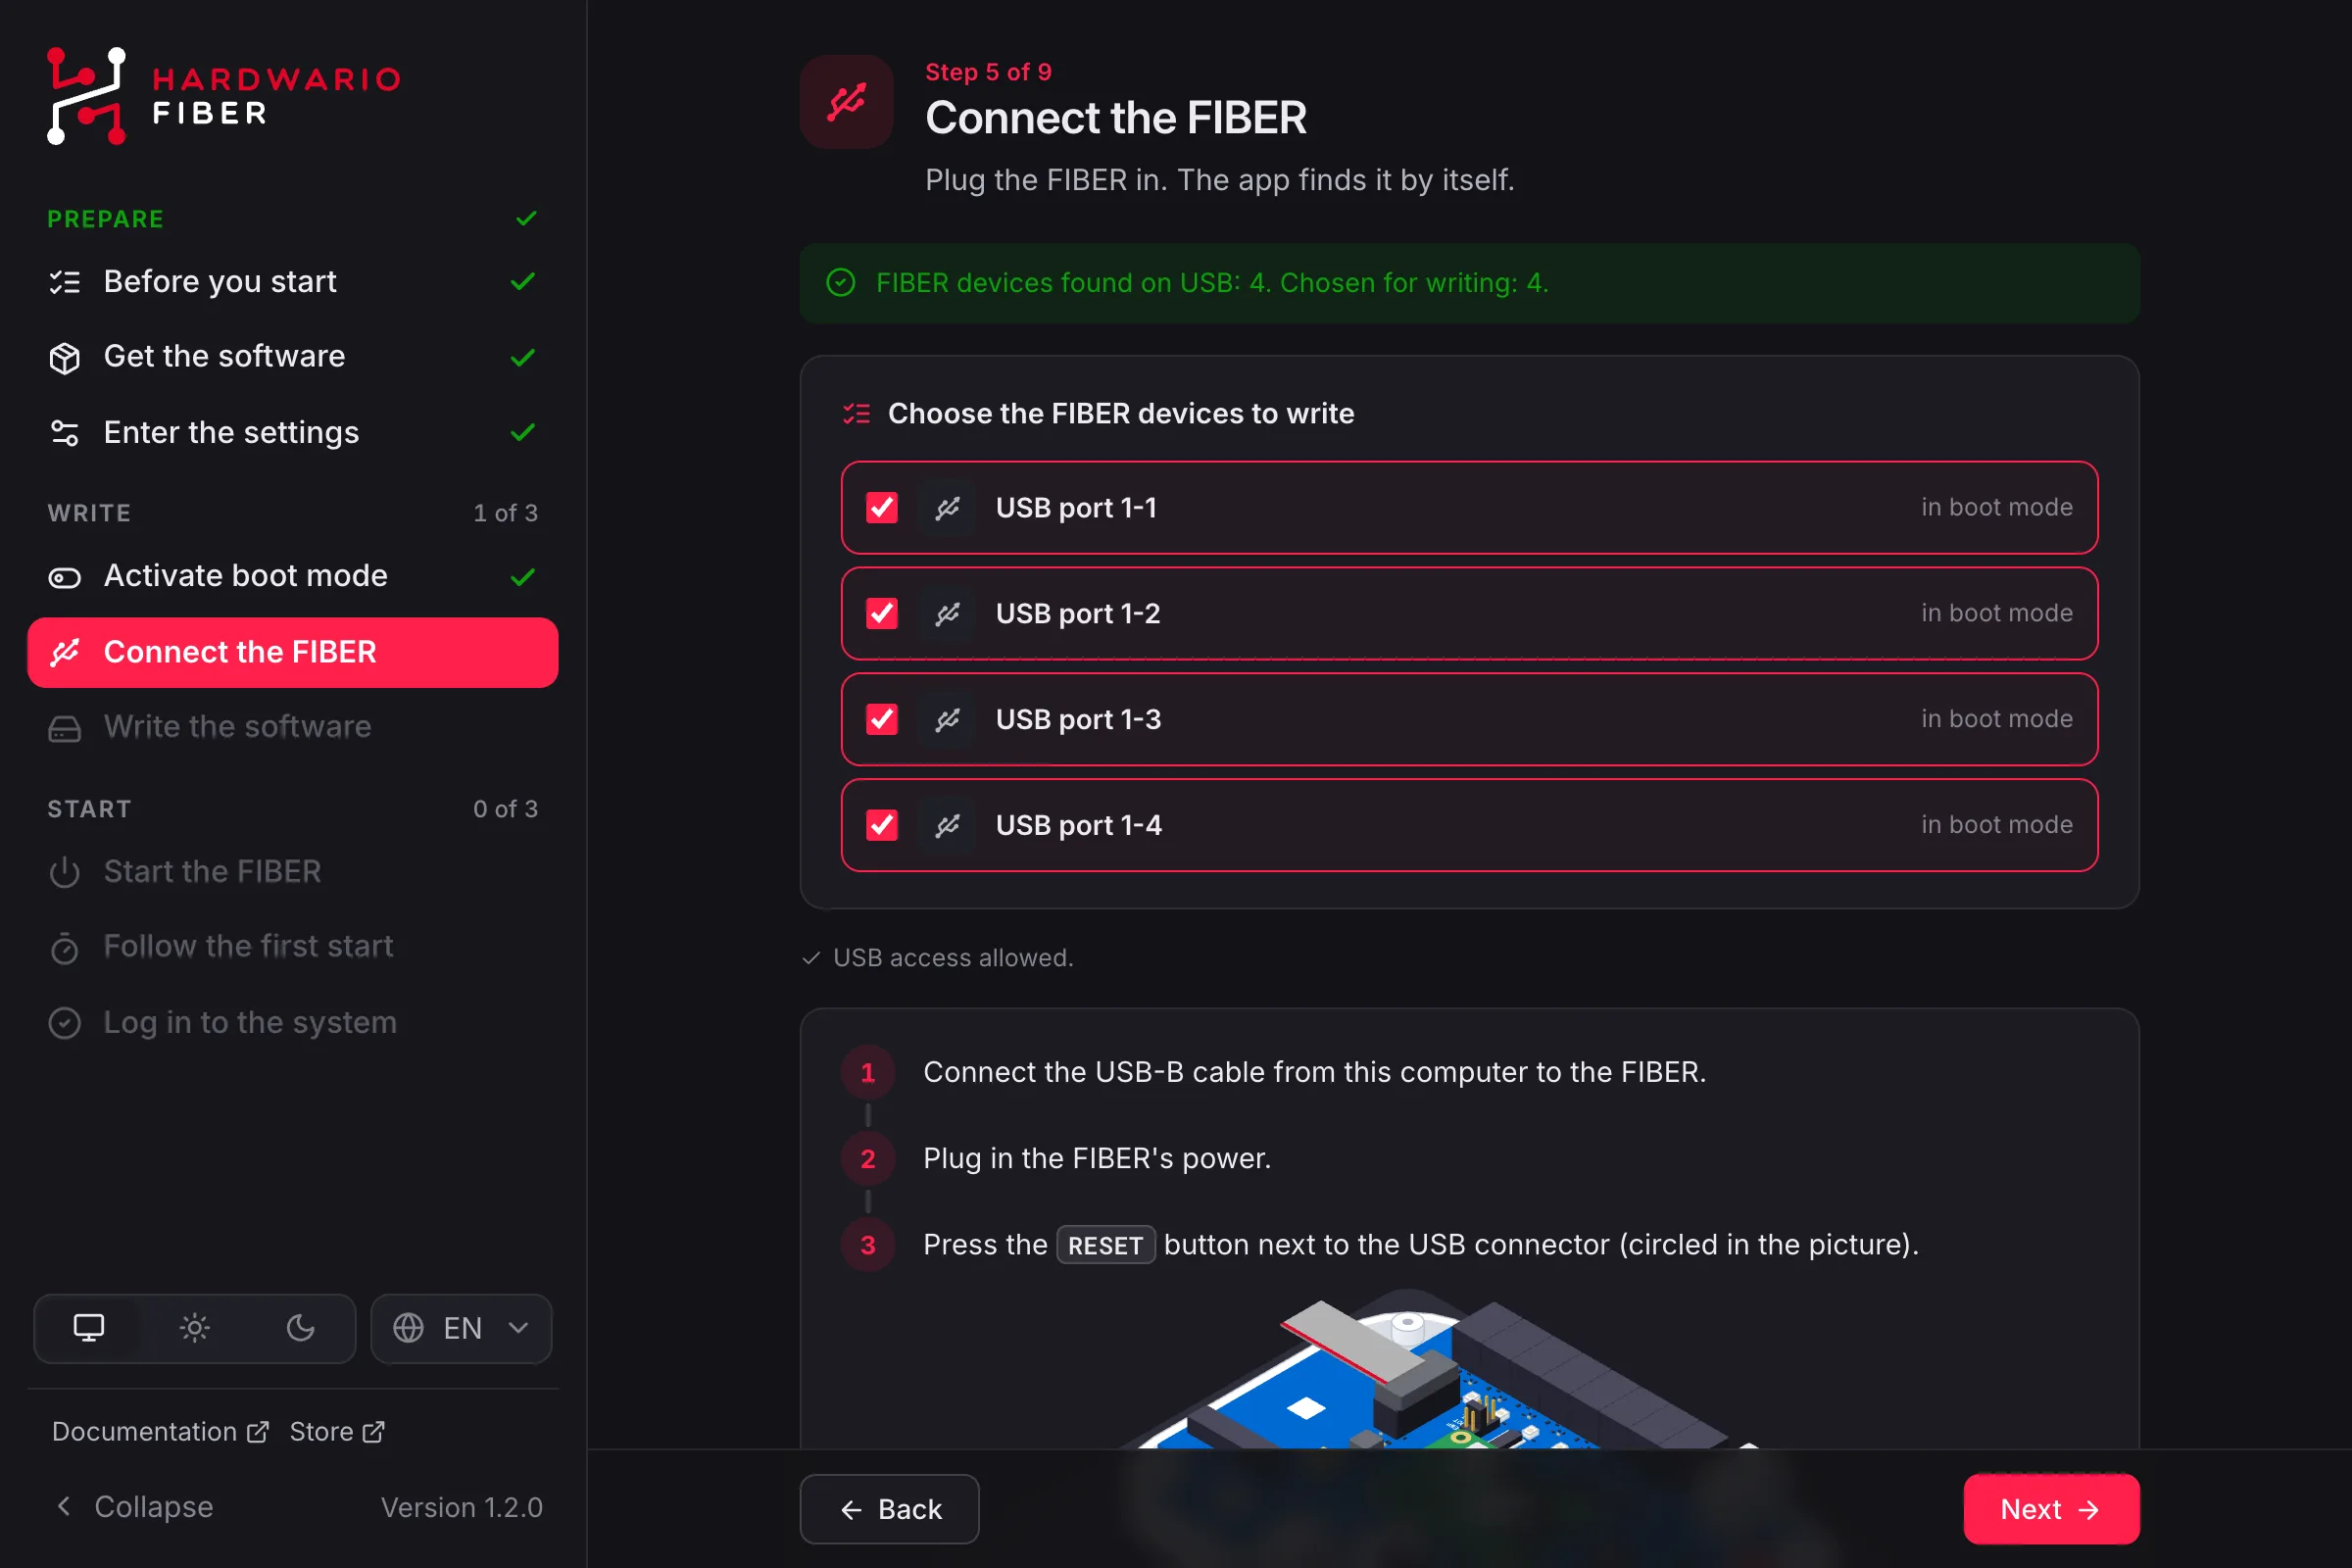 HARDWARIO
FIBER
PREPARE
Before you start
Get the software
Enter the settings
WRITE 1 of 3
Activate boot mode
Connect the FIBER
Write the software
START 0 of 3
Start the FIBER
Follow the first start
Log in to the system
EN
Documentation Store
Collapse Version 1.2.0
Step 5 of 9
Connect the FIBER
Plug the FIBER in. The app finds it by itself.
FIBER devices found on USB: 4. Chosen for writing: 4.
Choose the FIBER devices to write
USB port 1-1 in boot mode
USB port 1-2 in boot mode
USB port 1-3 in boot mode
USB port 1-4 in boot mode
USB access allowed.
1 Connect the USB-B cable from this computer to the FIBER.
2 Plug in the FIBER's power.
3 Press the RESET button next to the USB connector (circled in the picture).
Back
Next